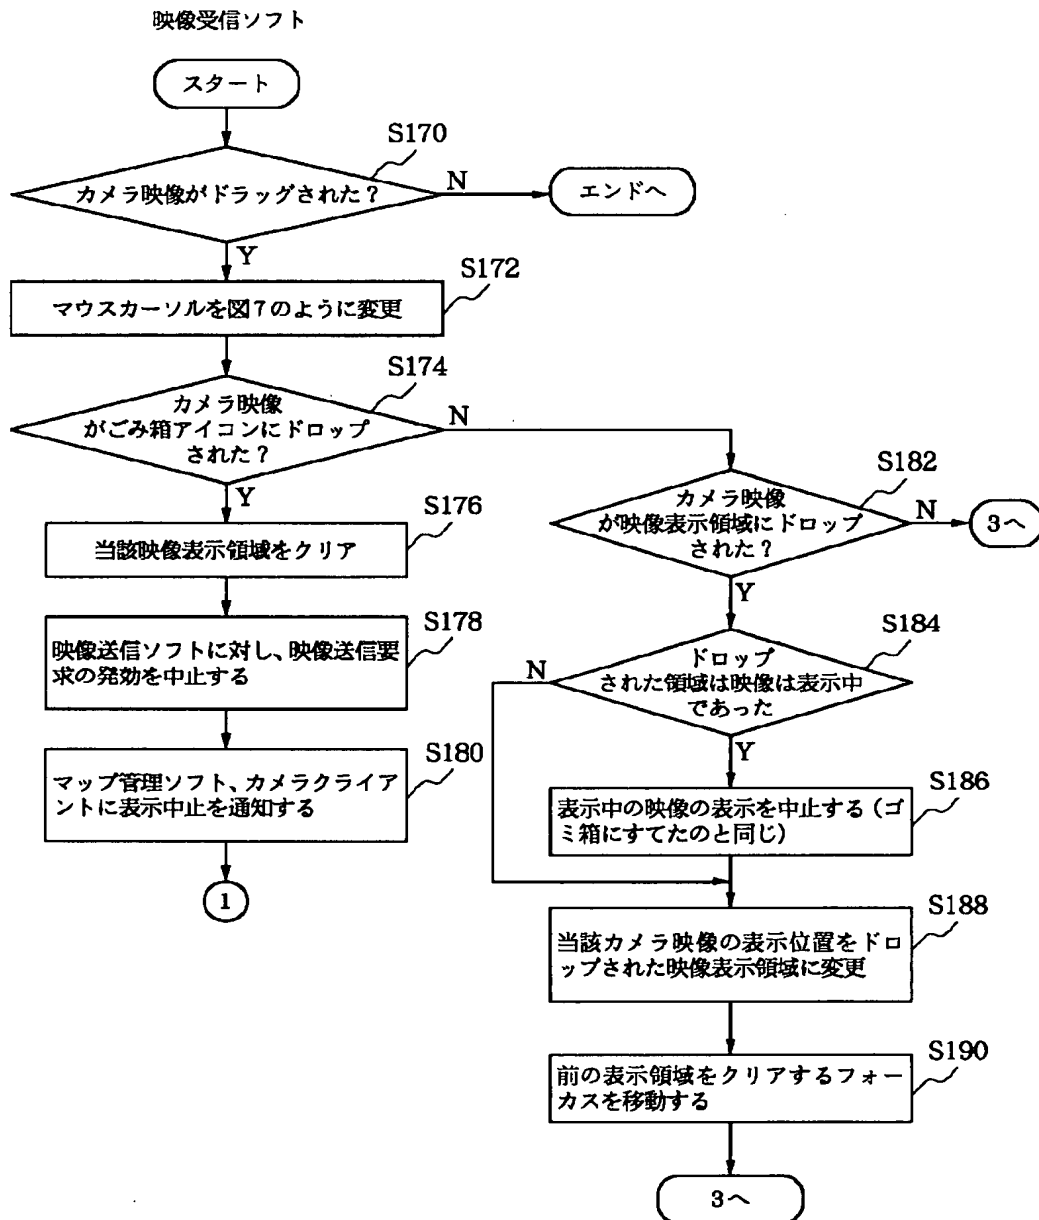 映像受信ソフト
スタート
S170
カメラ映像がドラッグされた？
N
エンドへ
Y
S172
マウスカーソルを図7のように変更
S174
カメラ映像
がごみ箱アイコンにドロップ
された？
N
Y
S176
当該映像表示領域をクリア
S178
映像送信ソフトに対し、映像送信要
求の発効を中止する
S180
マップ管理ソフト、カメラクライア
ントに表示中止を通知する
1
S182
カメラ映像
が映像表示領域にドロップ
された？
N
3へ
Y
S184
ドロップ
された領域は映像は表示中
であった
N
Y
S186
表示中の映像の表示を中止する（ゴ
ミ箱にすてたのと同じ）
S188
当該カメラ映像の表示位置をドロ
ップされた映像表示領域に変更
S190
前の表示領域をクリアするフォー
カスを移動する
3へ